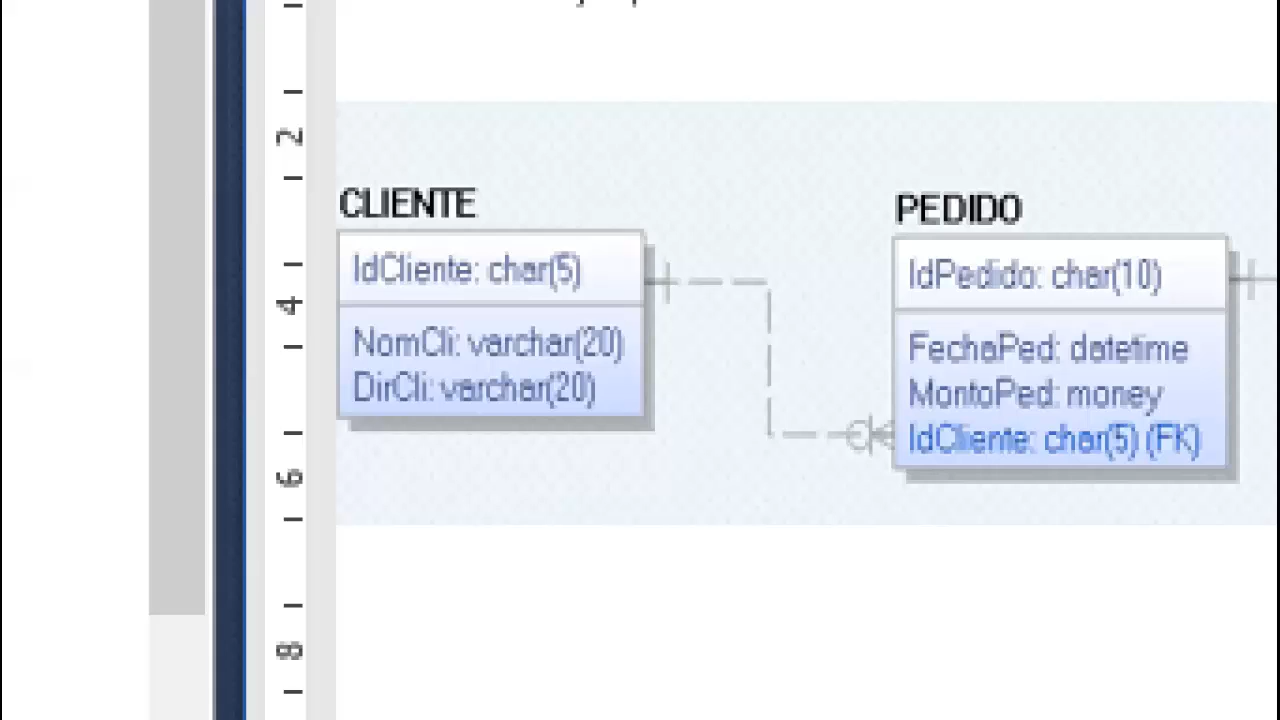 CLIENTE
IdCliente: char(5)
NomCli: varchar(20)
DirCli: varchar(20)
PEDIDO
IdPedido: char(10)
FechaPed: datetime
MontoPed: money
IdCliente: char(5) (FK)
2
4
6
8